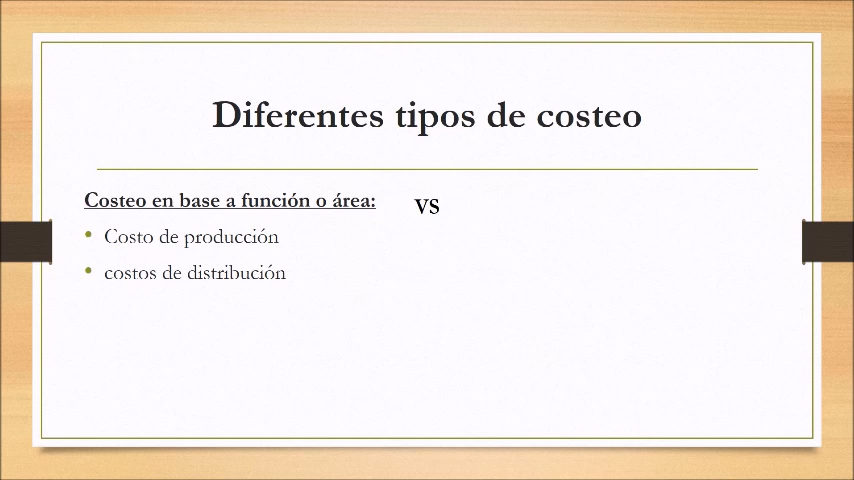 Diferentes tipos de costeo
Costeo en base a función o área:
vs
• Costo de producción
• costos de distribución